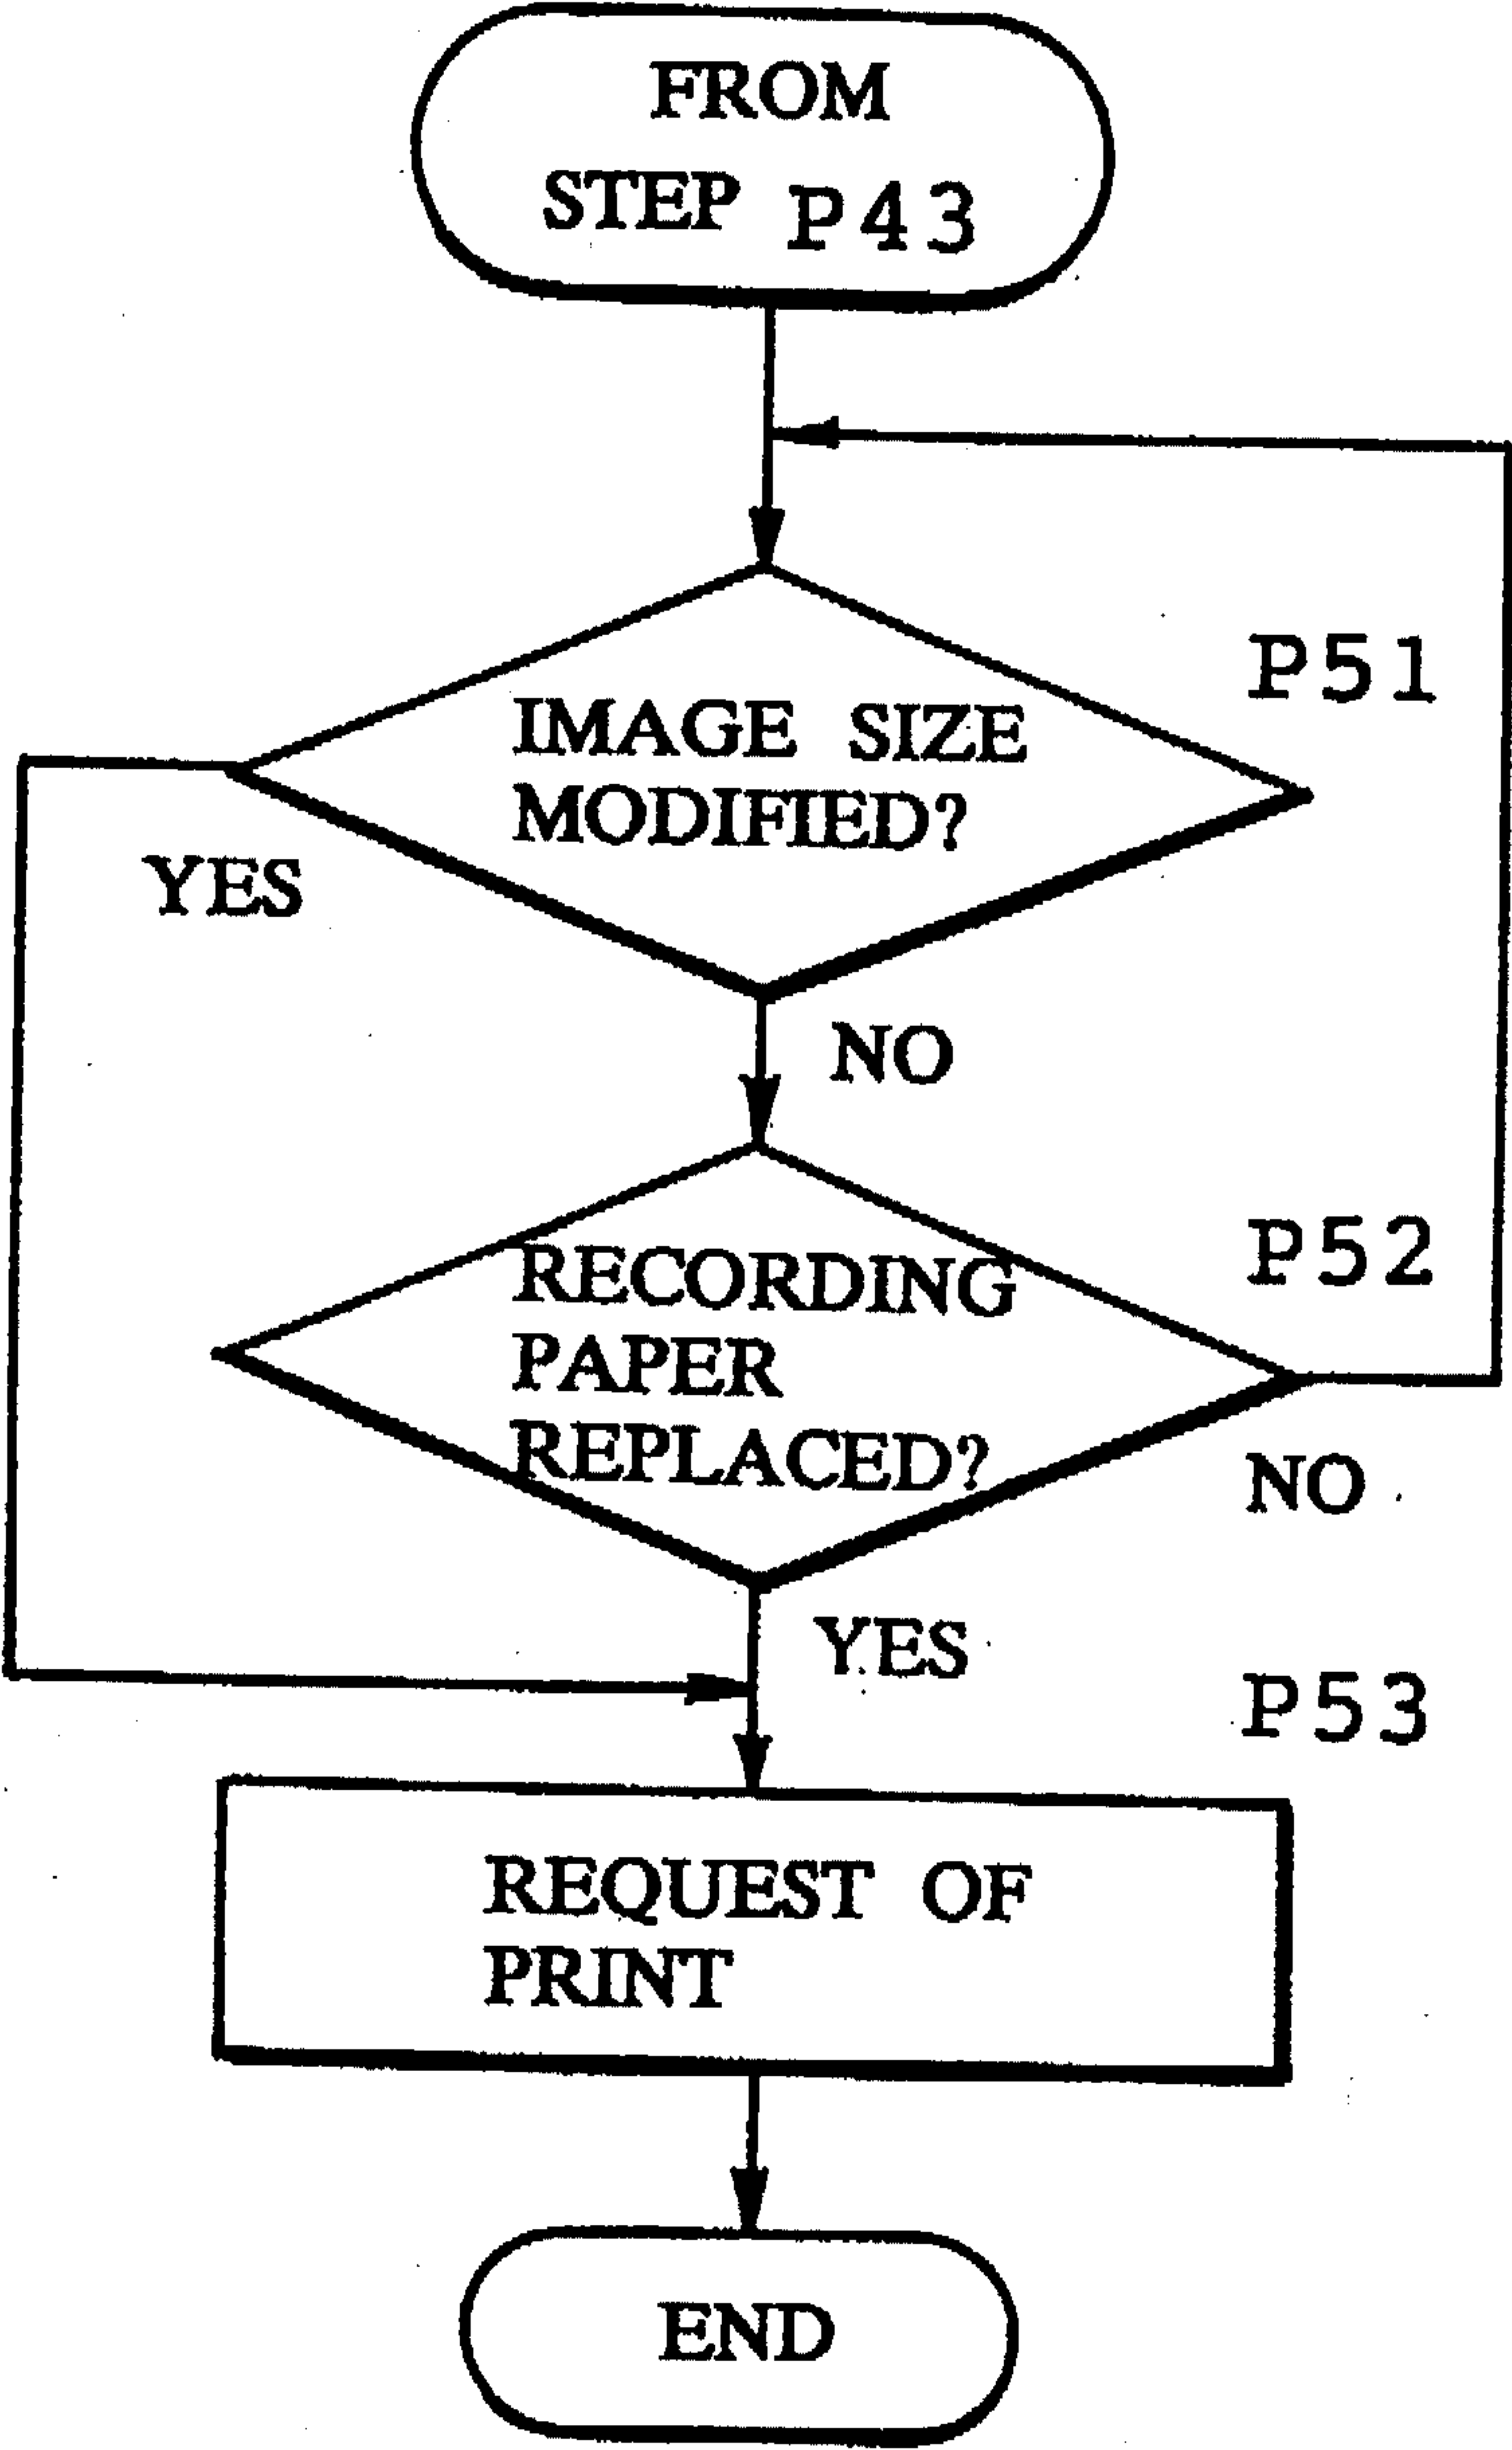 FROM
STEP P43
P51
IMAGE SIZE
MODIFIED?
YES
NO
P52
RECORDING
PAPER
REPLACED?
NO
YES
P53
REQUEST OF
PRINT
END